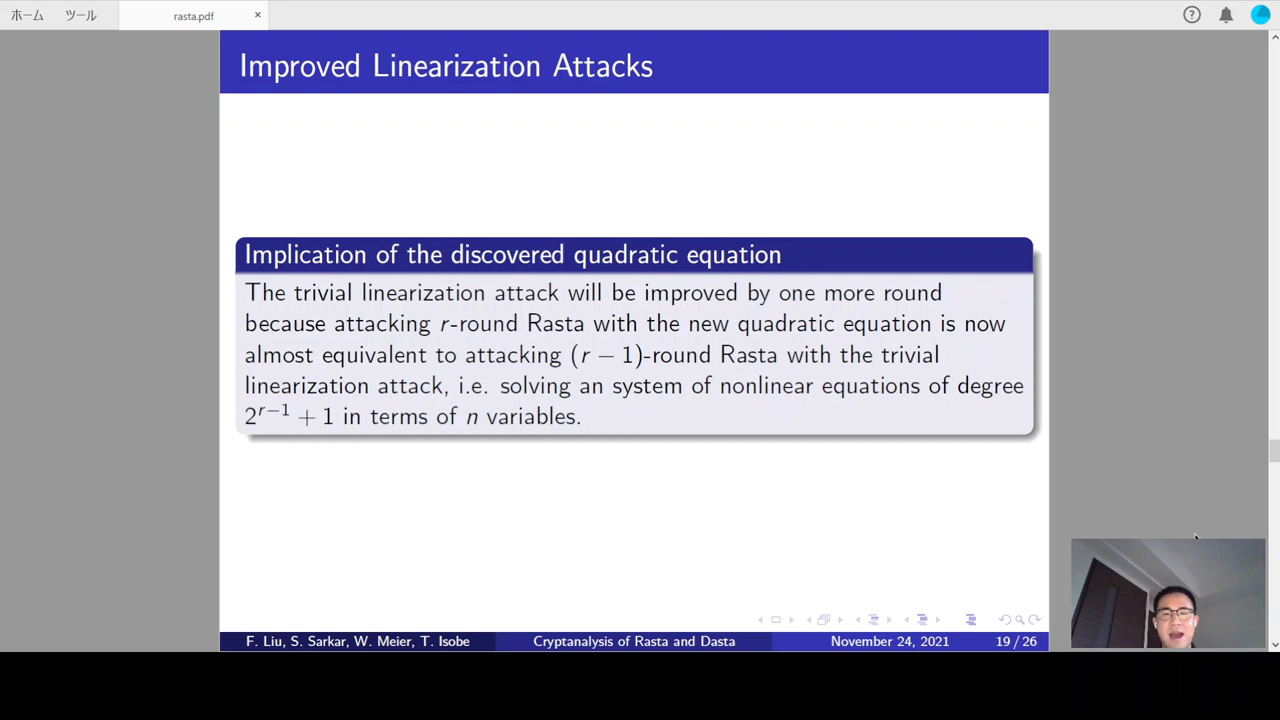 ホーム ツール rasta.pdf ×
Improved Linearization Attacks
Implication of the discovered quadratic equation
The trivial linearization attack will be improved by one more round
because attacking r-round Rasta with the new quadratic equation is now
almost equivalent to attacking (r − 1)-round Rasta with the trivial
linearization attack, i.e. solving an system of nonlinear equations of degree
2^{r−1} + 1 in terms of n variables.
F. Liu, S. Sarkar, W. Meier, T. Isobe Cryptanalysis of Rasta and Dasta November 24, 2021 19 / 26